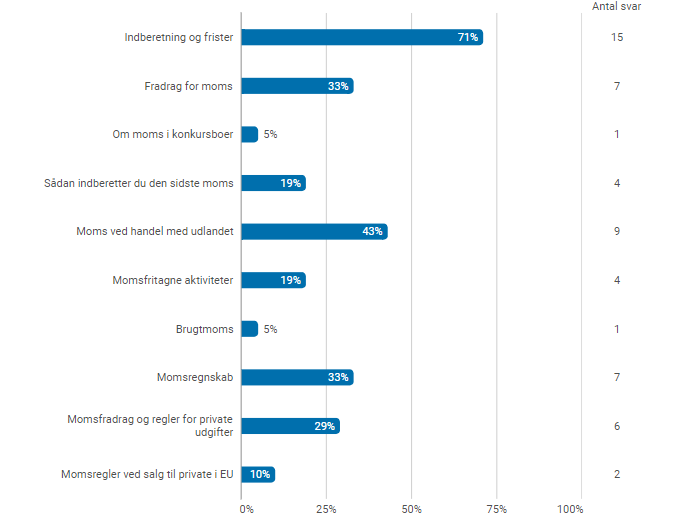 Antal svar
Indberetning og frister 71% 15
Fradrag for moms 33% 7
Om moms i konkursboer 5% 1
Sådan indberetter du den sidste moms 19% 4
Moms ved handel med udlandet 43% 9
Momsfritagne aktiviteter 19% 4
Brugtmoms 5% 1
Momsregnskab 33% 7
Momsfradrag og regler for private
udgifter 29% 6
Momsregler ved salg til private i EU 10% 2
0% 25% 50% 75% 100%